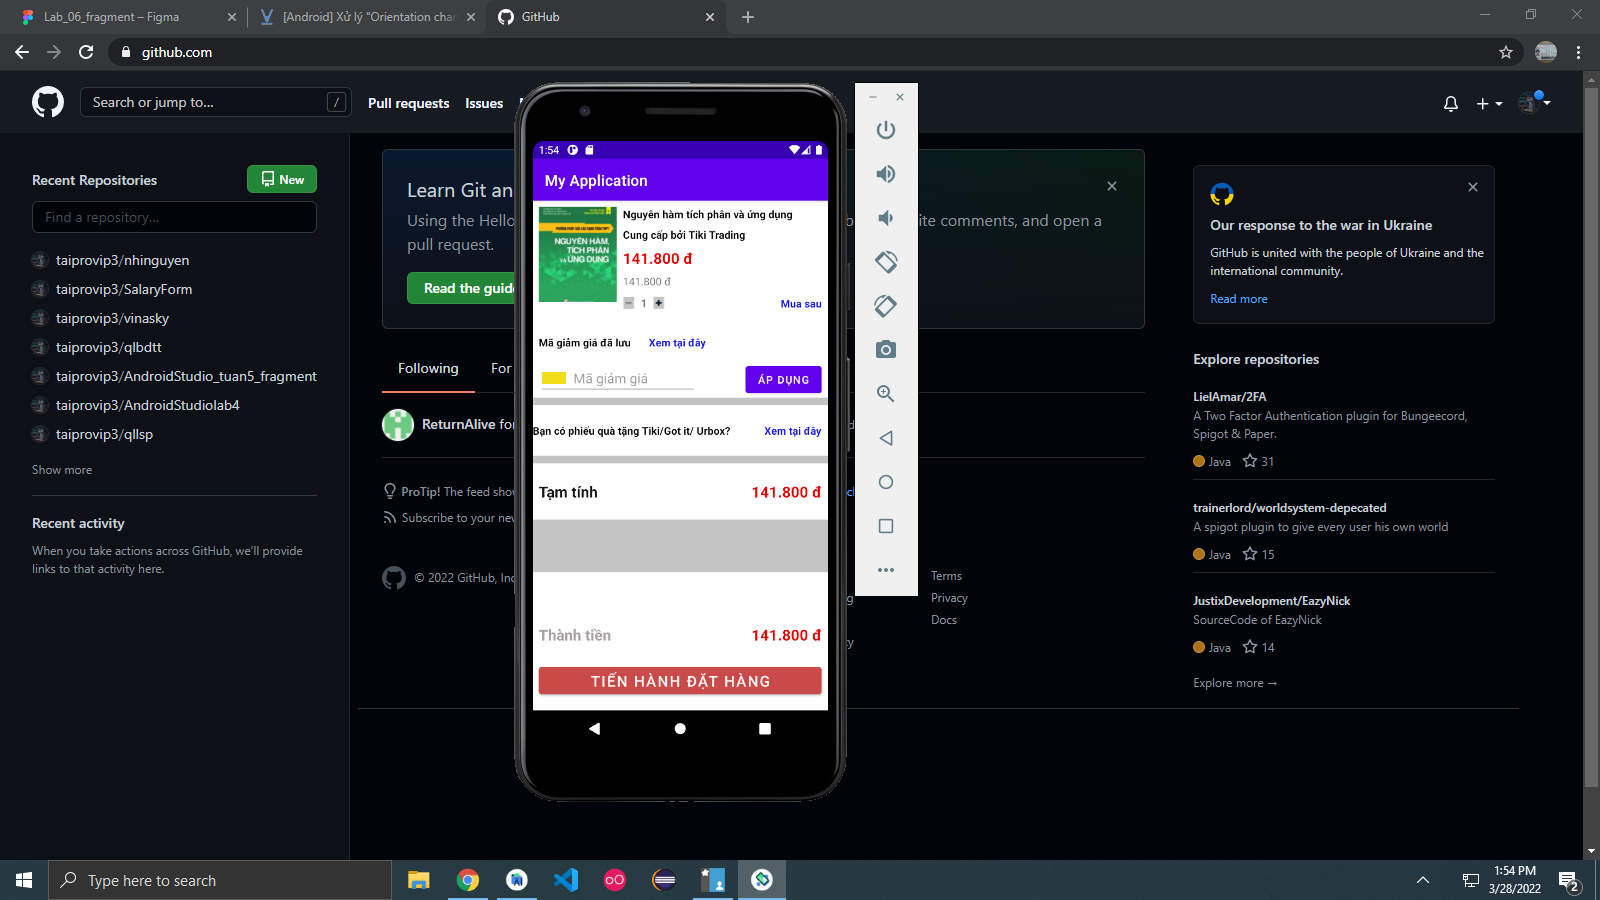 Lab_06_fragment – Figma
[Android] Xử lý "Orientation chan
GitHub
github.com
Search or jump to...
/
Pull requests
Issues
Recent Repositories
New
Find a repository...
taiprovip3/nhinguyen
taiprovip3/SalaryForm
taiprovip3/vinasky
taiprovip3/qlbdtt
taiprovip3/AndroidStudio_tuan5_fragment
taiprovip3/AndroidStudiolab4
taiprovip3/qllsp
Show more
Recent activity
When you take actions across GitHub, we'll provide
links to that activity here.
Learn Git an
Using the Hello
ite comments, and open a
pull request.
Read the guid
Following
For
ReturnAlive
ProTip! The feed sho
Subscribe to your nev
© 2022 GitHub, Inc
Terms
Privacy
Docs
1:54
My Application
PHƯƠNG PHÁP GIẢI CÁC DẠNG TOÁN THPT
NGUYÊN HÀM,
TÍCH PHÂN
VÀ ỨNG DỤNG
Nguyên hàm tích phân và ứng dụng
Cung cấp bởi Tiki Trading
141.800 đ
141.800 đ
− 1 +
Mua sau
Mã giảm giá đã lưu
Xem tại đây
Mã giảm giá
ÁP DỤNG
Bạn có phiếu quà tặng Tiki/Got it/ Urbox?
Xem tại đây
Tạm tính
141.800 đ
Thành tiền
141.800 đ
TIẾN HÀNH ĐẶT HÀNG
Our response to the war in Ukraine
GitHub is united with the people of Ukraine and the
international community.
Read more
Explore repositories
LielAmar/2FA
A Two Factor Authentication plugin for Bungeecord,
Spigot & Paper.
Java 31
trainerlord/worldsystem-depecated
A spigot plugin to give every user his own world
Java 15
JustixDevelopment/EazyNick
SourceCode of EazyNick
Java 14
Explore more →
Type here to search
1:54 PM
3/28/2022
2